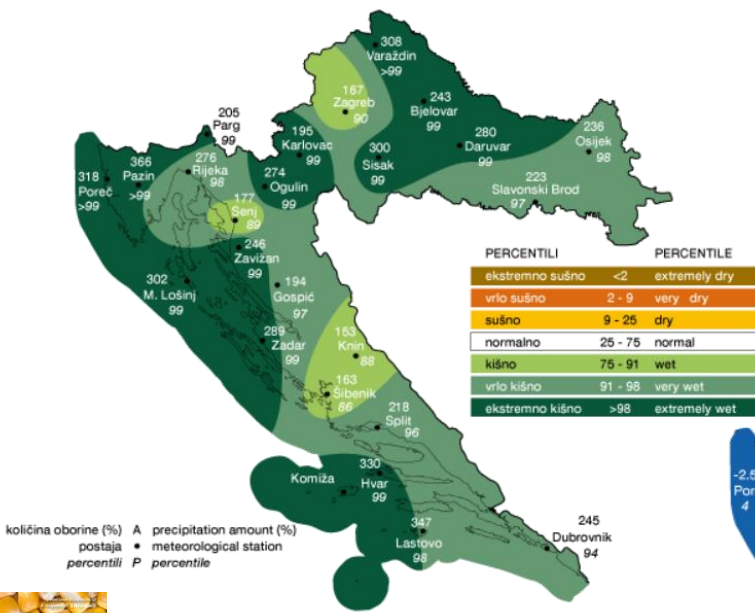 308
Varaždin
>99
167
Zagreb
90
243
Bjelovar
99
205
Parg
99
195
Karlovac
99
300
Sisak
99
280
Daruvar
99
236
Osijek
98
318
Poreč
>99
366
Pazin
>99
276
Rijeka
98
274
Ogulin
99
223
Slavonski Brod
97
177
Senj
89
246
Zavižan
99
302
M. Lošinj
99
194
Gospić
97
289
Zadar
99
153
Knin
88
163
Šibenik
86
218
Split
96
Komiža
330
Hvar
99
347
Lastovo
98
245
Dubrovnik
94
PERCENTILI PERCENTILE
ekstremno sušno <2 extremely dry
vrlo sušno 2 - 9 very dry
sušno 9 - 25 dry
normalno 25 - 75 normal
kišno 75 - 91 wet
vrlo kišno 91 - 98 very wet
ekstremno kišno >98 extremely wet
količina oborine (%) A precipitation amount (%)
postaja • meteorological station
percentili P percentile
-2.5
Por
4